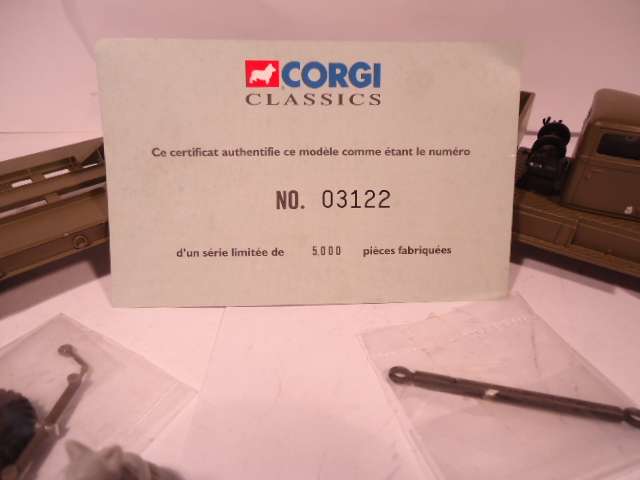 CORGI
CLASSICS
Ce certificat authentifie ce modèle comme étant le numéro
NO. 03122
d'un série limitée de 5,000 pièces fabriquées